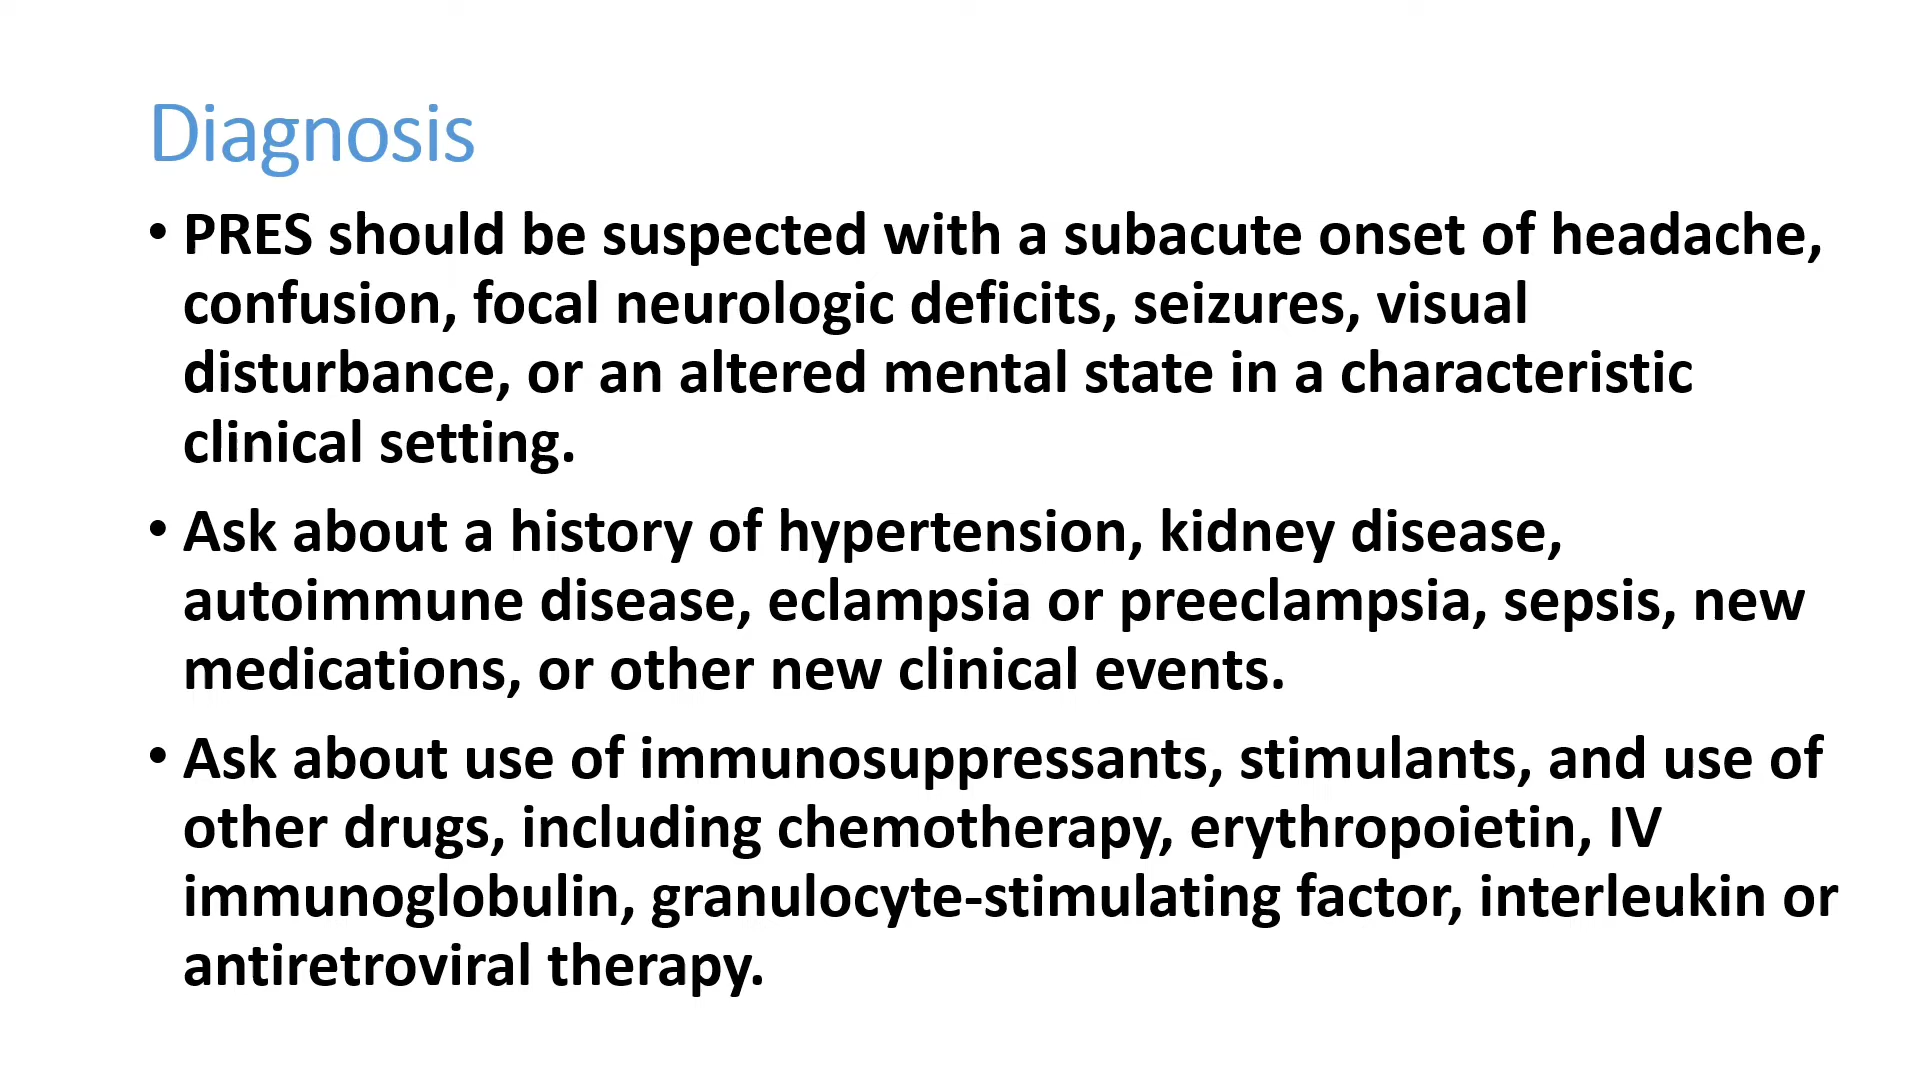 Diagnosis
• PRES should be suspected with a subacute onset of headache,
confusion, focal neurologic deficits, seizures, visual
disturbance, or an altered mental state in a characteristic
clinical setting.
• Ask about a history of hypertension, kidney disease,
autoimmune disease, eclampsia or preeclampsia, sepsis, new
medications, or other new clinical events.
• Ask about use of immunosuppressants, stimulants, and use of
other drugs, including chemotherapy, erythropoietin, IV
immunoglobulin, granulocyte-stimulating factor, interleukin or
antiretroviral therapy.